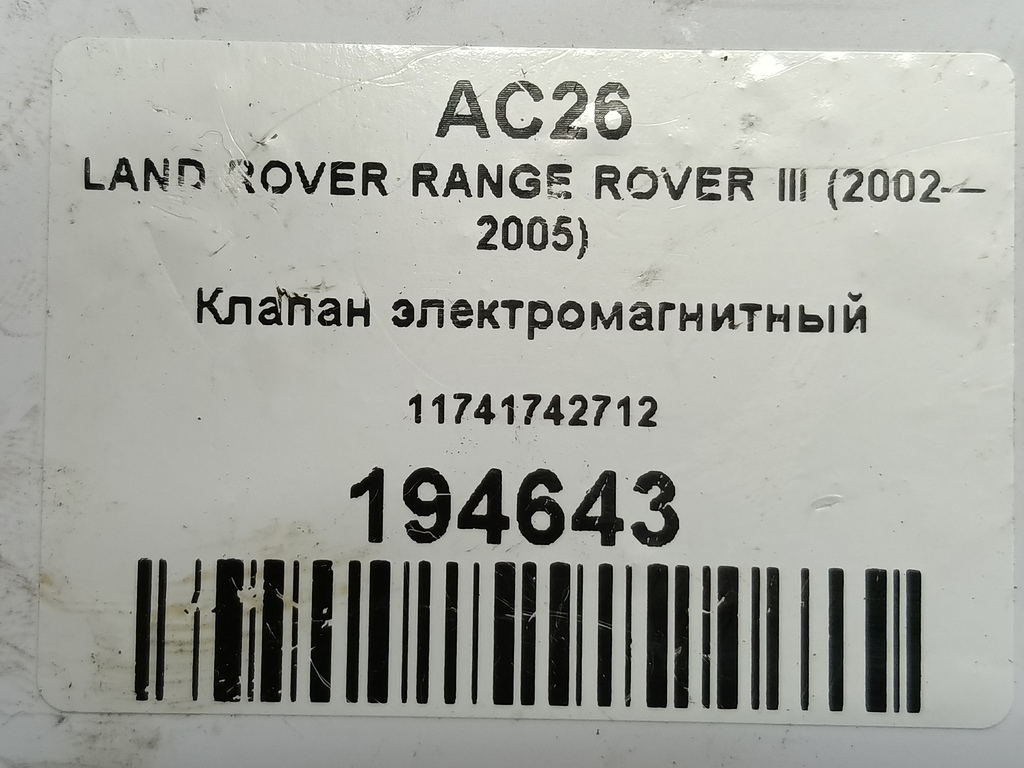 AC26
LAND ROVER RANGE ROVER III (2002—
2005)
Клапан электромагнитный
11741742712
194643